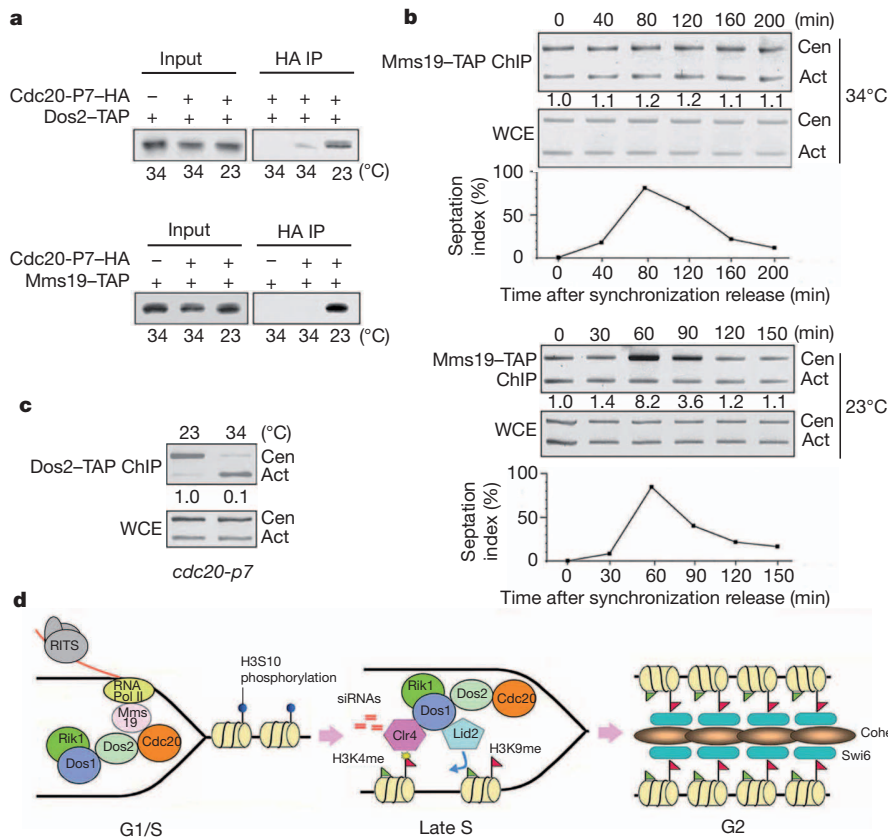 a
Input HA IP
Cdc20-P7–HA − + + + + +
Dos2–TAP + + + + + +
34 34 23 34 34 23 (°C)
Input HA IP
Cdc20-P7–HA − + + − + +
Mms19–TAP + + + + + +
34 34 23 34 34 23 (°C)
b
0 40 80 120 160 200 (min)
Mms19–TAP ChIP
Cen
Act
1.0 1.1 1.2 1.2 1.1 1.1
WCE
Cen
Act
34°C
100
50
0
Septation index (%)
0 40 80 120 160 200
Time after synchronization release (min)
0 30 60 90 120 150 (min)
Mms19–TAP ChIP
Cen
Act
1.0 1.4 8.2 3.6 1.2 1.1
WCE
Cen
Act
23°C
100
50
0
Septation index (%)
0 30 60 90 120 150
Time after synchronization release (min)
c
23 34 (°C)
Dos2–TAP ChIP
Cen
Act
1.0 0.1
WCE
Cen
Act
cdc20-p7
d
RITS
RNA Pol II
Mms 19
Rik1
Dos1
Dos2
Cdc20
H3S10 phosphorylation
G1/S
siRNAs
Rik1
Dos1
Dos2
Cdc20
Clr4
Lid2
H3K4me
H3K9me
Late S
Cohe
Swi6
G2